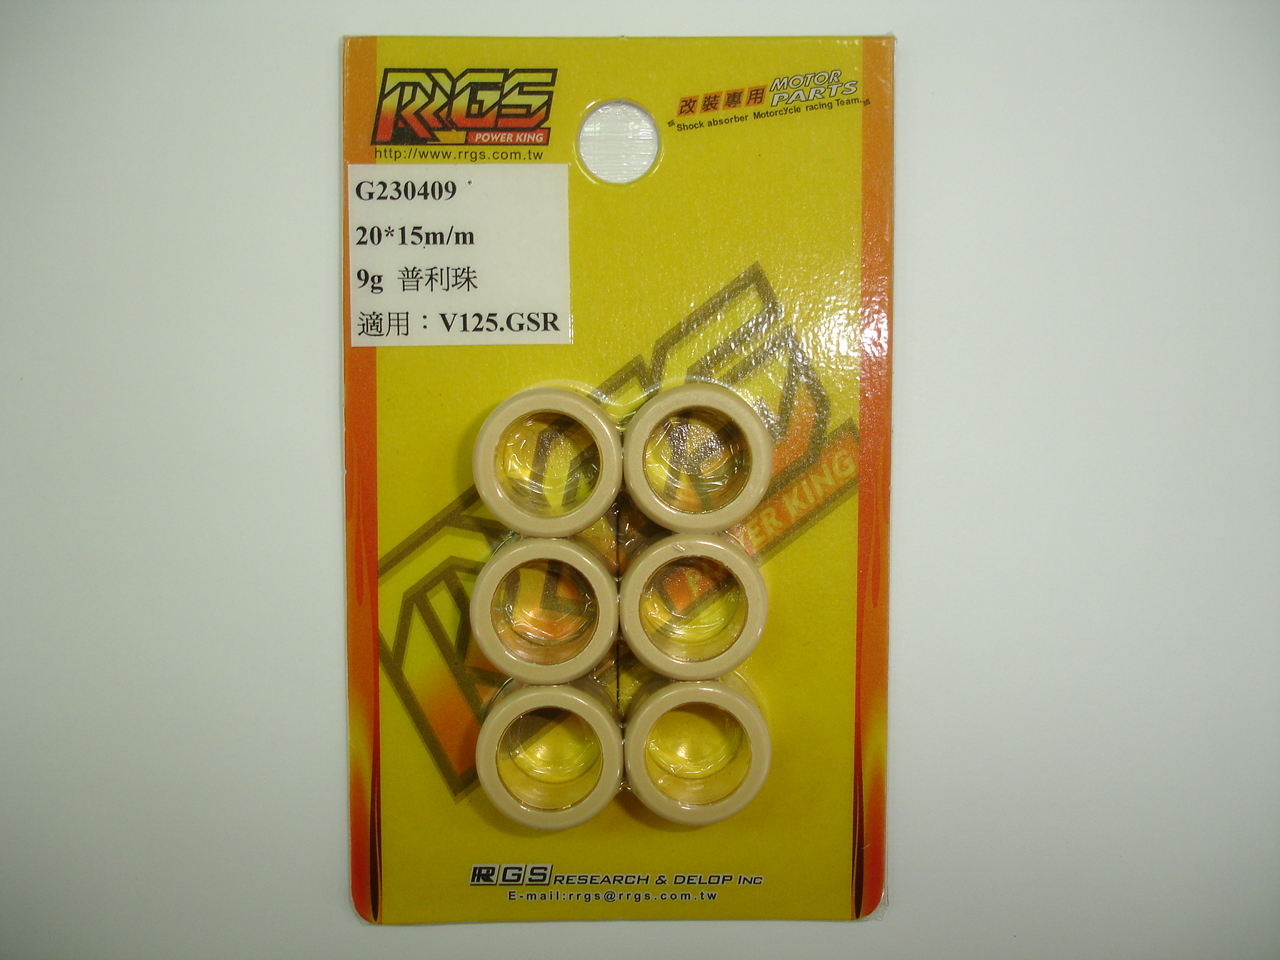 RRGS
POWER KING
http://www.rrgs.com.tw
改裝專用
MOTOR
PARTS
Shock absorber Motorcycle racing Team.
G230409
20*15m/m
9g 普利珠
適用：V125.GSR
POWER KING
RRGS RESEARCH & DELOP INC
E-mail:rrgs@rrgs.com.tw